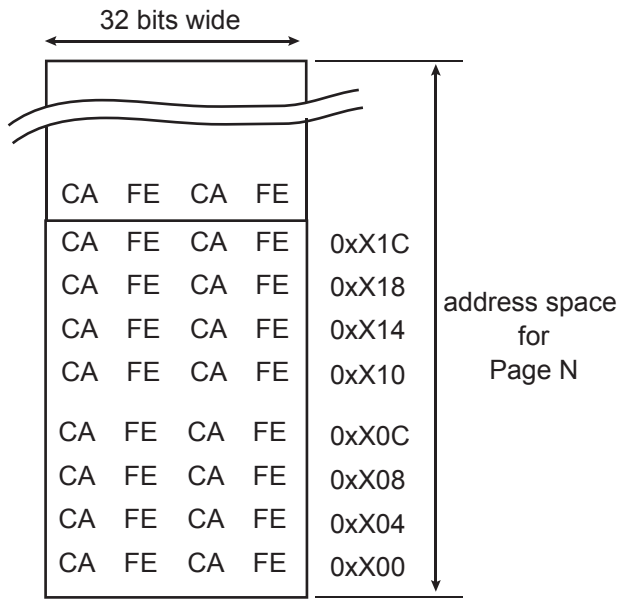 32 bits wide
CA FE CA FE
CA FE CA FE 0xX1C
CA FE CA FE 0xX18
CA FE CA FE 0xX14
CA FE CA FE 0xX10
CA FE CA FE 0xX0C
CA FE CA FE 0xX08
CA FE CA FE 0xX04
CA FE CA FE 0xX00
address space
for
Page N